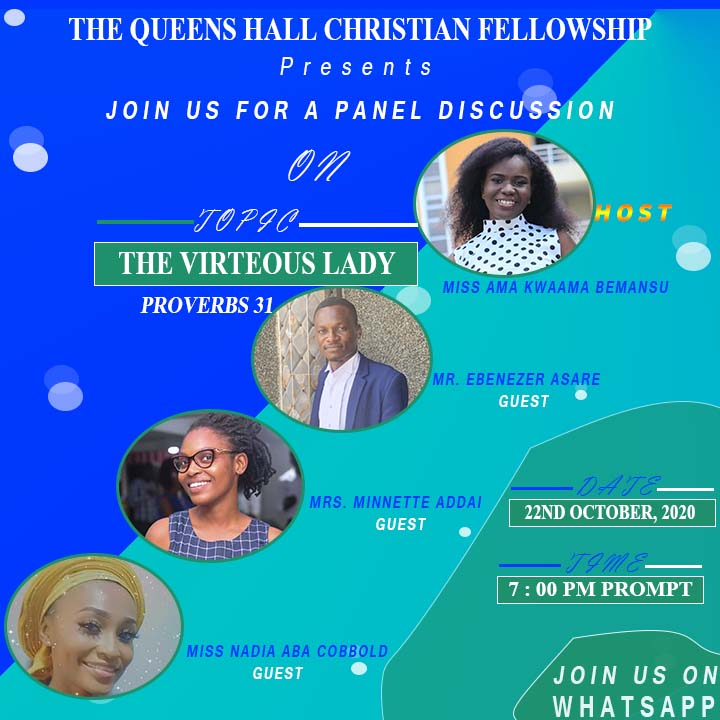 THE QUEENS HALL CHRISTIAN FELLOWSHIP
Presents
JOIN US FOR A PANEL DISCUSSION
ON
TOPIC
THE VIRTEOUS LADY
PROVERBS 31
HOST
MISS AMA KWAAMA BEMANSU
MR. EBENEZER ASARE
GUEST
MRS. MINNETTE ADDAI
GUEST
MISS NADIA ABA COBBOLD
GUEST
DATE
22ND OCTOBER, 2020
TIME
7 : 00 PM PROMPT
JOIN US ON
WHATSAPP